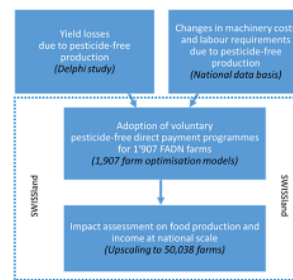 Yield losses
due to pesticide-free
production
(Delphi study)
Changes in machinery costs
and labour requirements
due to pesticide-free
production
(National data basis)
Adoption of voluntary
pesticide-free direct payment programmes
for 1'907 FADN farms
(1,907 farm optimisation models)
SWISSland
SWISSland
Impact assessment on food production and
income at national scale
(Upscaling to 50,038 farms)